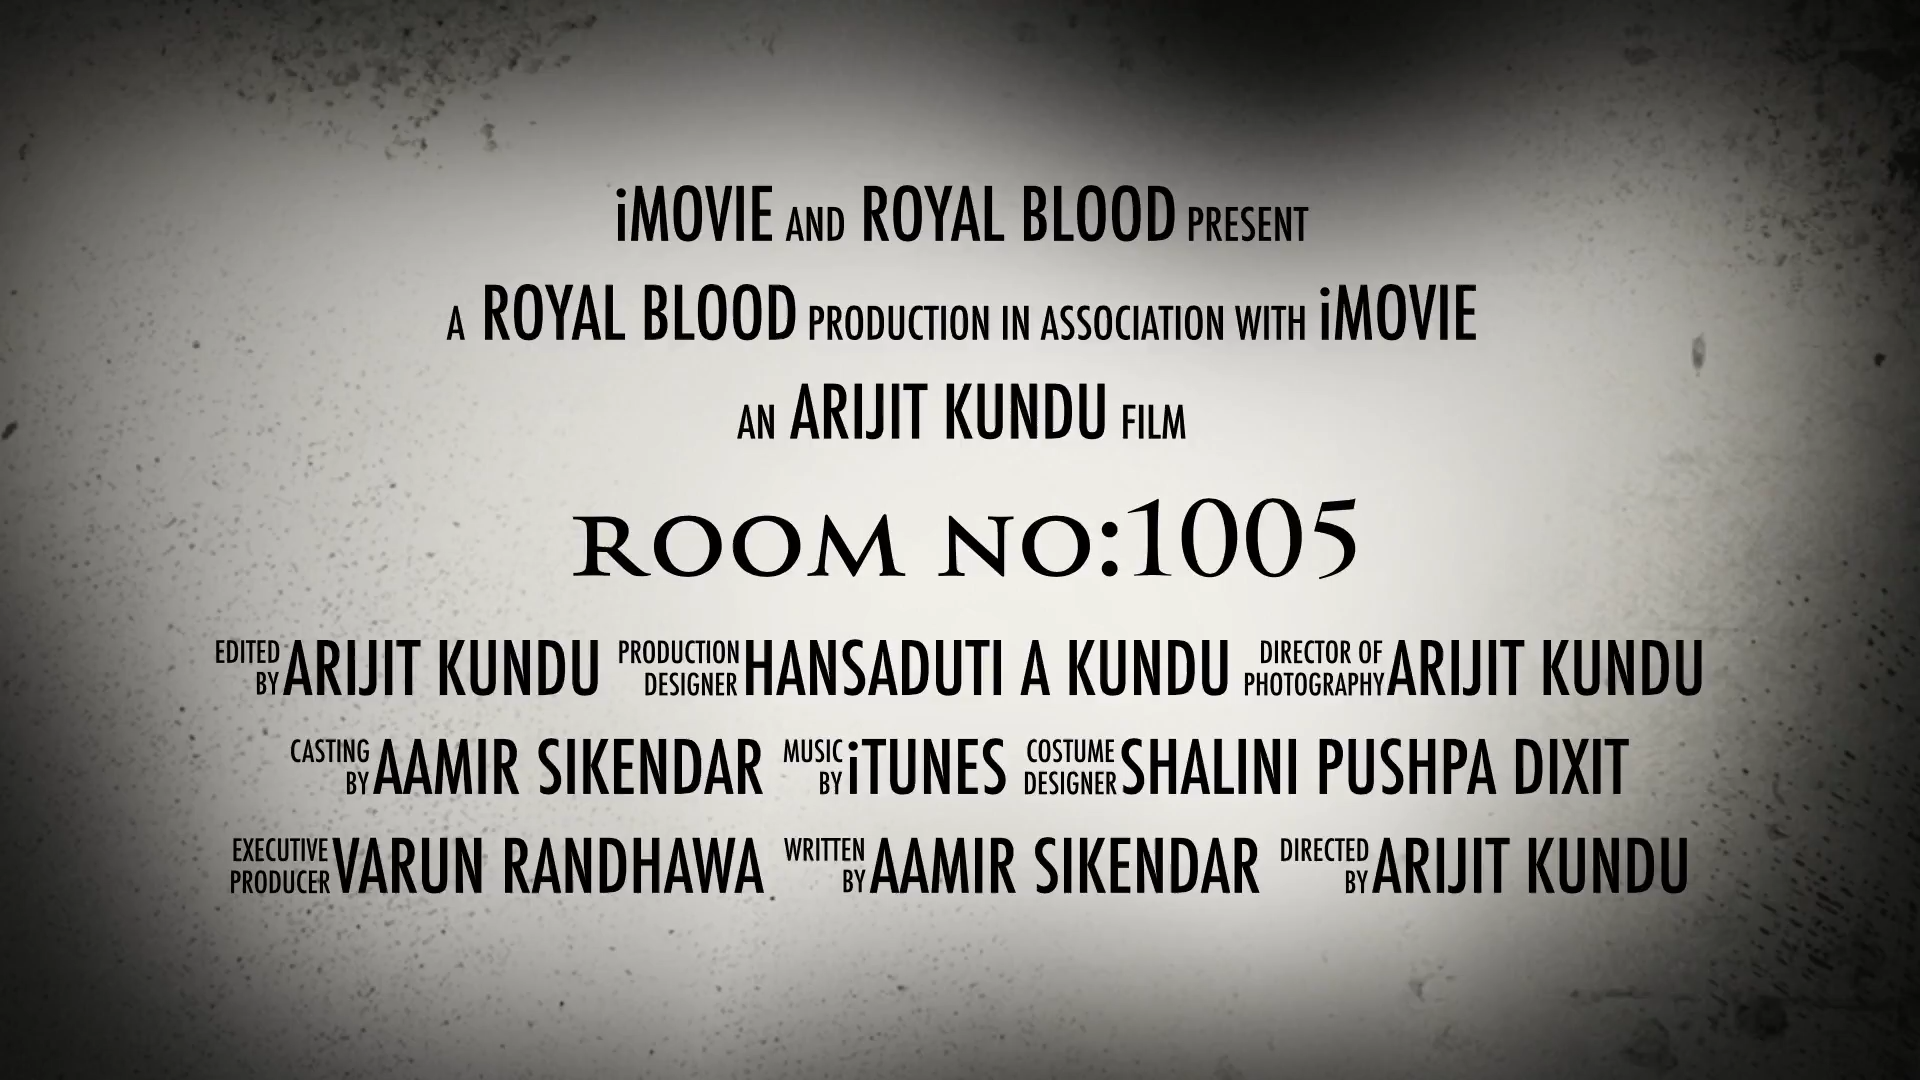 iMOVIE AND ROYAL BLOOD PRESENT
A ROYAL BLOOD PRODUCTION IN ASSOCIATION WITH iMOVIE
AN ARIJIT KUNDU FILM
ROOM NO:1005
EDITED BY ARIJIT KUNDU PRODUCTION DESIGNER HANSADUTI A KUNDU DIRECTOR OF PHOTOGRAPHY ARIJIT KUNDU
CASTING BY AAMIR SIKENDAR MUSIC BY iTUNES COSTUME DESIGNER SHALINI PUSHPA DIXIT
EXECUTIVE PRODUCER VARUN RANDHAWA WRITTEN BY AAMIR SIKENDAR DIRECTED BY ARIJIT KUNDU